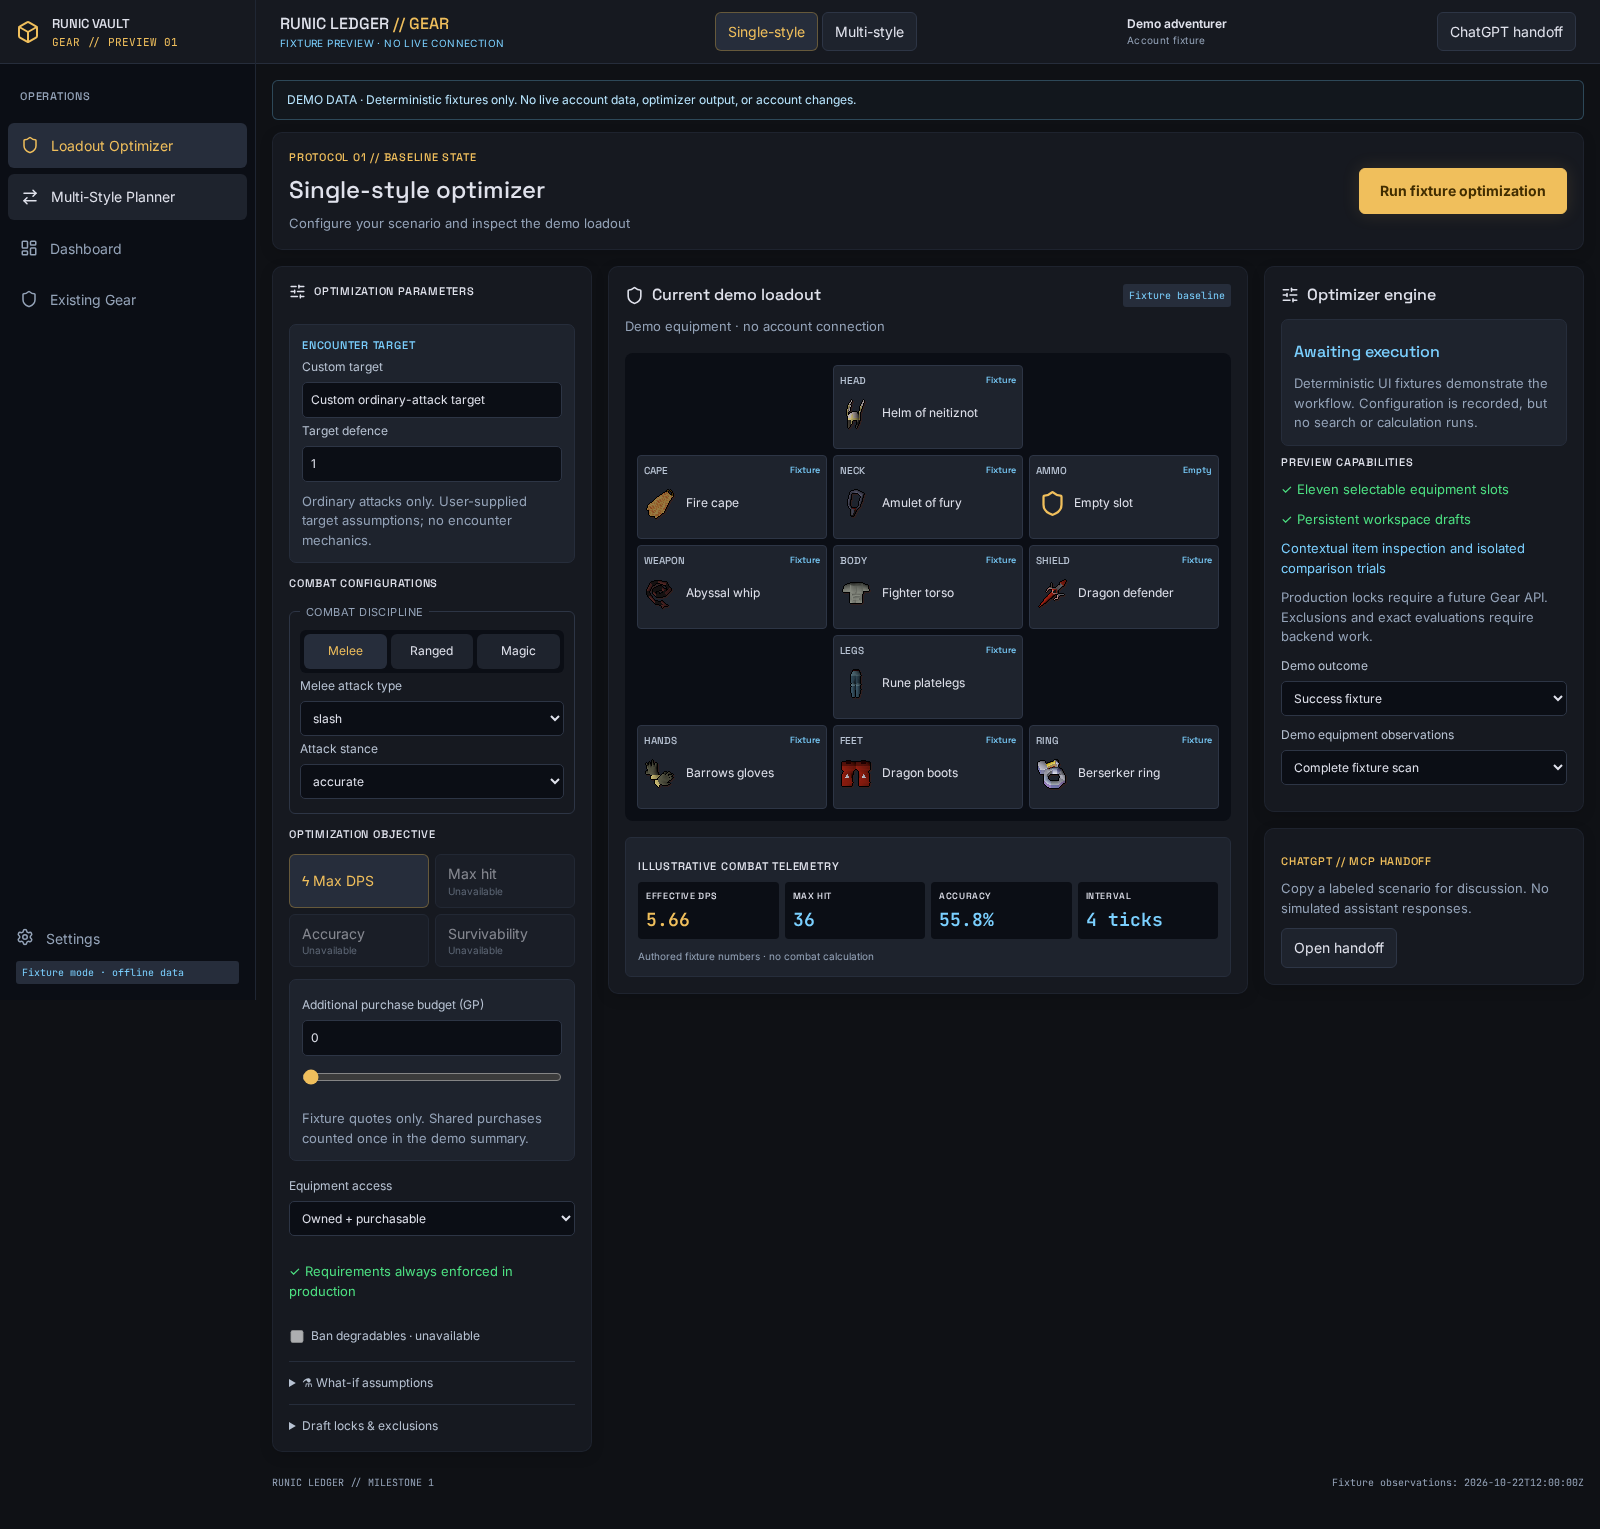 RUNIC VAULT
GEAR // PREVIEW 01
RUNIC LEDGER // GEAR
FIXTURE PREVIEW · NO LIVE CONNECTION
Single-style
Multi-style
Demo adventurer
Account fixture
ChatGPT handoff
OPERATIONS
Loadout Optimizer
Multi-Style Planner
Dashboard
Existing Gear
Settings
Fixture mode · offline data
DEMO DATA · Deterministic fixtures only. No live account data, optimizer output, or account changes.
PROTOCOL 01 // BASELINE STATE
Single-style optimizer
Configure your scenario and inspect the demo loadout
Run fixture optimization
OPTIMIZATION PARAMETERS
ENCOUNTER TARGET
Custom target
Custom ordinary-attack target
Target defence
1
Ordinary attacks only. User-supplied
target assumptions; no encounter
mechanics.
COMBAT CONFIGURATIONS
COMBAT DISCIPLINE
Melee
Ranged
Magic
Melee attack type
slash
Attack stance
accurate
OPTIMIZATION OBJECTIVE
ϟ Max DPS
Max hit
Unavailable
Accuracy
Unavailable
Survivability
Unavailable
Additional purchase budget (GP)
0
Fixture quotes only. Shared purchases
counted once in the demo summary.
Equipment access
Owned + purchasable
✓ Requirements always enforced in
production
Ban degradables · unavailable
▶ ⚗ What-if assumptions
▶ Draft locks & exclusions
Current demo loadout
Fixture baseline
Demo equipment · no account connection
HEAD
Fixture
Helm of neitiznot
CAPE
Fixture
Fire cape
NECK
Fixture
Amulet of fury
AMMO
Empty
Empty slot
WEAPON
Fixture
Abyssal whip
BODY
Fixture
Fighter torso
SHIELD
Fixture
Dragon defender
LEGS
Fixture
Rune platelegs
HANDS
Fixture
Barrows gloves
FEET
Fixture
Dragon boots
RING
Fixture
Berserker ring
ILLUSTRATIVE COMBAT TELEMETRY
EFFECTIVE DPS
5.66
MAX HIT
36
ACCURACY
55.8%
INTERVAL
4 ticks
Authored fixture numbers · no combat calculation
Optimizer engine
Awaiting execution
Deterministic UI fixtures demonstrate the
workflow. Configuration is recorded, but
no search or calculation runs.
PREVIEW CAPABILITIES
✓ Eleven selectable equipment slots
✓ Persistent workspace drafts
Contextual item inspection and isolated
comparison trials
Production locks require a future Gear API.
Exclusions and exact evaluations require
backend work.
Demo outcome
Success fixture
Demo equipment observations
Complete fixture scan
CHATGPT // MCP HANDOFF
Copy a labeled scenario for discussion. No
simulated assistant responses.
Open handoff
RUNIC LEDGER // MILESTONE 1
Fixture observations: 2026-10-22T12:00:00Z